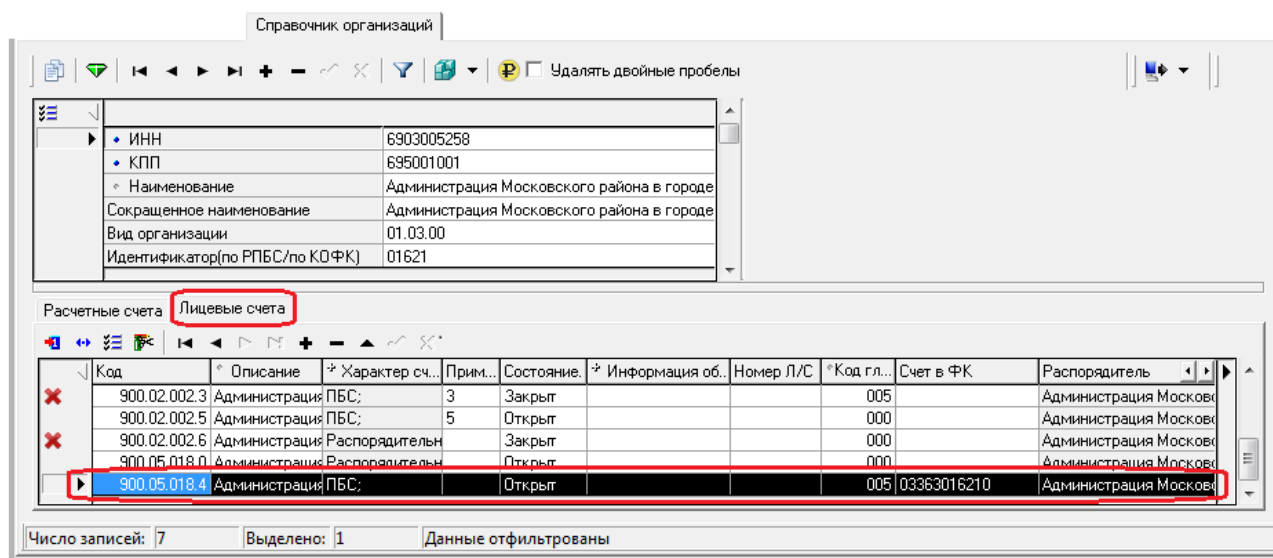 Справочник организаций
Удалять двойные пробелы
ИНН 6903005258
КПП 695001001
Наименование Администрация Московского района в городе
Сокращенное наименование Администрация Московского района в городе
Вид организации 01.03.00
Идентификатор(по РПБС/по КОФК) 01621
Расчетные счета Лицевые счета
Код Описание Характер сч... Прим... Состояние. Информация об.. Номер Л/С Код гл... Счет в ФК Распорядитель
900.02.002.3 Администрация ПБС; 3 Закрыт 005 Администрация Московс
900.02.002.5 Администрация ПБС; 5 Открыт 000 Администрация Московс
900.02.002.6 Администрация Распорядительн Закрыт 000 Администрация Московс
900.05.018.0 Администрация Распорядительн Открыт 000 Администрация Московс
900.05.018.4 Администрация ПБС; Открыт 005 03363016210 Администрация Московс
Число записей: 7 Выделено: 1 Данные отфильтрованы